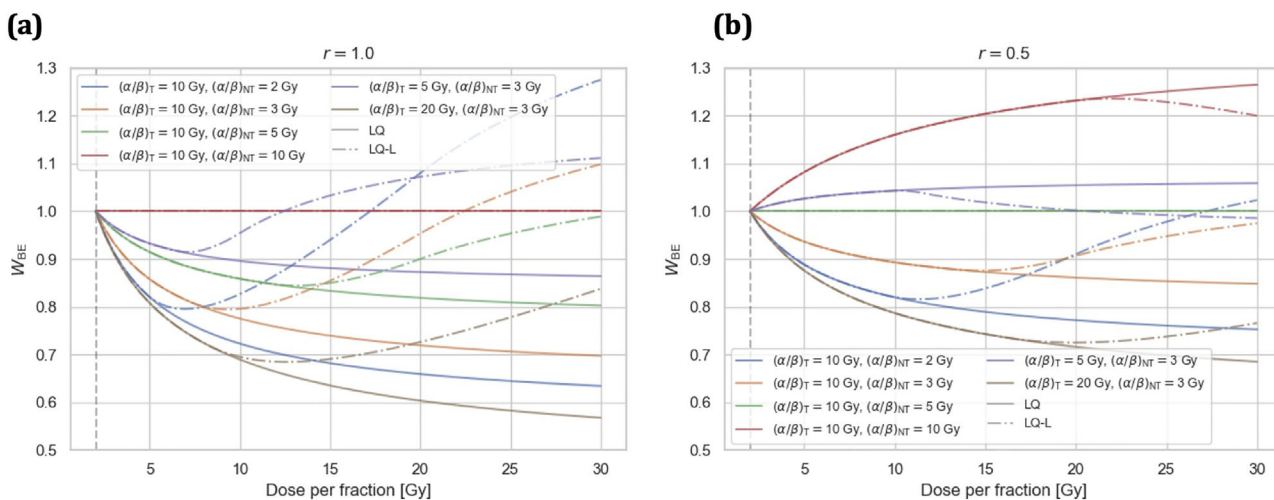 (a)
r = 1.0
1.3
1.2
1.1
1.0
0.9
0.8
0.7
0.6
0.5
W_BE
(α/β)_T = 10 Gy, (α/β)_NT = 2 Gy
(α/β)_T = 10 Gy, (α/β)_NT = 3 Gy
(α/β)_T = 10 Gy, (α/β)_NT = 5 Gy
(α/β)_T = 10 Gy, (α/β)_NT = 10 Gy
(α/β)_T = 5 Gy, (α/β)_NT = 3 Gy
(α/β)_T = 20 Gy, (α/β)_NT = 3 Gy
LQ
LQ-L
5 10 15 20 25 30
Dose per fraction [Gy]
(b)
r = 0.5
1.3
1.2
1.1
1.0
0.9
0.8
0.7
0.6
0.5
W_BE
(α/β)_T = 10 Gy, (α/β)_NT = 2 Gy
(α/β)_T = 10 Gy, (α/β)_NT = 3 Gy
(α/β)_T = 10 Gy, (α/β)_NT = 5 Gy
(α/β)_T = 10 Gy, (α/β)_NT = 10 Gy
(α/β)_T = 5 Gy, (α/β)_NT = 3 Gy
(α/β)_T = 20 Gy, (α/β)_NT = 3 Gy
LQ
LQ-L
5 10 15 20 25 30
Dose per fraction [Gy]